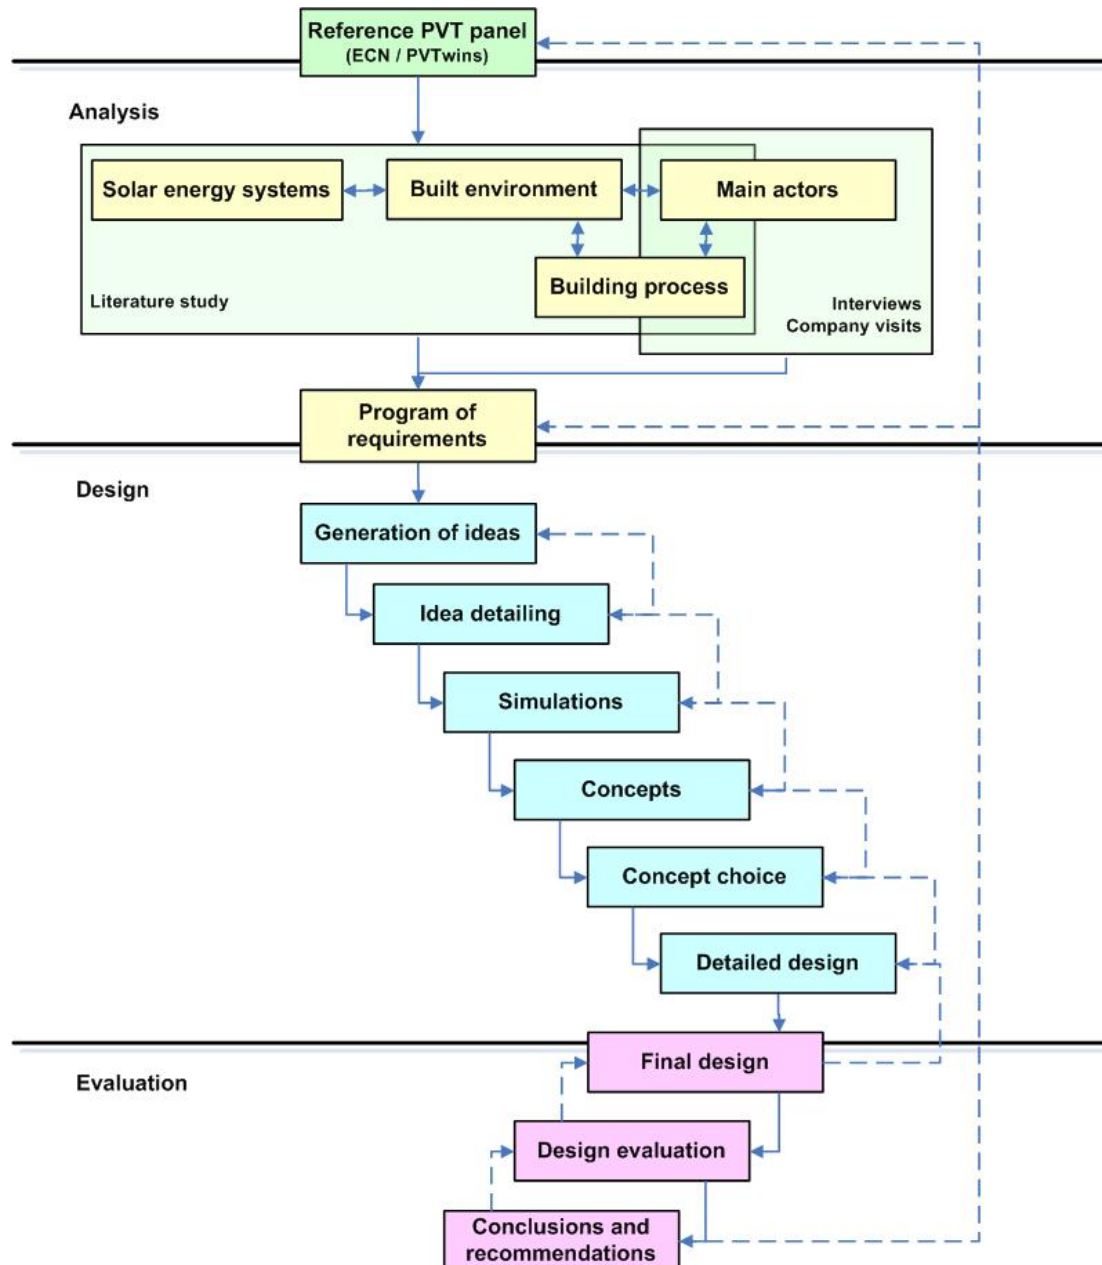 Reference PVT panel
(ECN / PVTwins)
Analysis
Solar energy systems
Built environment
Main actors
Building process
Literature study
Interviews
Company visits
Program of
requirements
Design
Generation of ideas
Idea detailing
Simulations
Concepts
Concept choice
Detailed design
Final design
Evaluation
Design evaluation
Conclusions and
recommendations